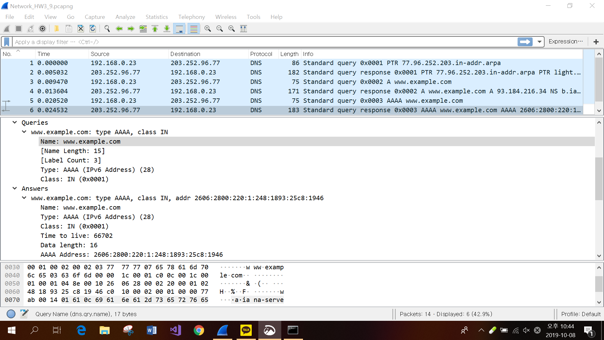 Network_HW3_9.pcapng
File Edit View Go Capture Analyze Statistics Telephony Wireless Tools Help
Apply a display filter ... <Ctrl-/> Expression… +
No. Time Source Destination Protocol Length Info
1 0.000000 192.168.0.23 203.252.96.77 DNS 86 Standard query 0x0001 PTR 77.96.252.203.in-addr.arpa
2 0.005032 203.252.96.77 192.168.0.23 DNS 182 Standard query response 0x0001 PTR 77.96.252.203.in-addr.arpa PTR light.…
3 0.009470 192.168.0.23 203.252.96.77 DNS 75 Standard query 0x0002 A www.example.com
4 0.013604 203.252.96.77 192.168.0.23 DNS 171 Standard query response 0x0002 A www.example.com A 93.184.216.34 NS b.ia…
5 0.020520 192.168.0.23 203.252.96.77 DNS 75 Standard query 0x0003 AAAA www.example.com
6 0.024532 203.252.96.77 192.168.0.23 DNS 183 Standard query response 0x0003 AAAA www.example.com AAAA 2606:2800:220:1…
Queries
www.example.com: type AAAA, class IN
Name: www.example.com
[Name Length: 15]
[Label Count: 3]
Type: AAAA (IPv6 Address) (28)
Class: IN (0x0001)
Answers
www.example.com: type AAAA, class IN, addr 2606:2800:220:1:248:1893:25c8:1946
Name: www.example.com
Type: AAAA (IPv6 Address) (28)
Class: IN (0x0001)
Time to live: 66702
Data length: 16
AAAA Address: 2606:2800:220:1:248:1893:25c8:1946
0030 00 01 00 02 00 02 03 77 77 77 07 65 78 61 6d 70 ·······w ww·examp
0040 6c 65 03 63 6f 6d 00 00 1c 00 01 c0 0c 00 1c 00 le·com·· ········
0050 01 00 01 04 8e 00 10 26 06 28 00 02 20 00 01 02 ·······& ·(·· ···
0060 48 18 93 25 c8 19 46 c0 10 00 02 00 01 00 00 77 H··%··F· ·······w
0070 ab 00 14 01 61 0c 69 61 6e 61 2d 73 65 72 76 65 ····a·ia na-serve
Query Name (dns.qry.name), 17 bytes Packets: 14 · Displayed: 6 (42.9%) Profile: Default
오후 10:44
2019-10-08